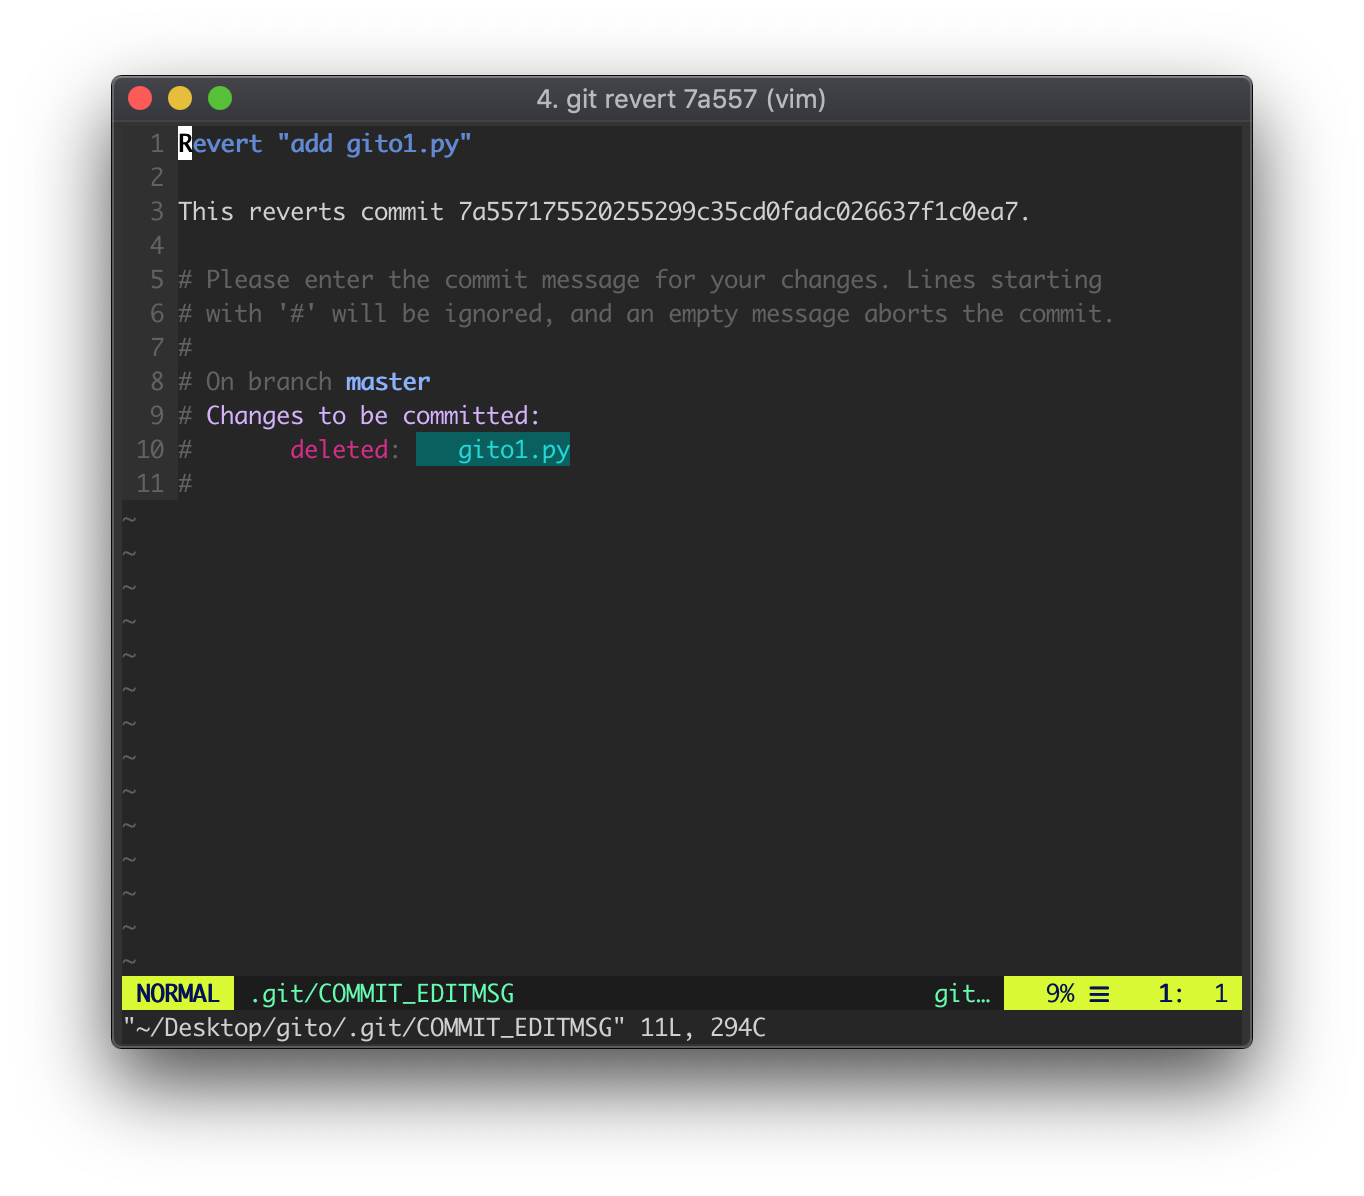 4. git revert 7a557 (vim)
1 Revert "add gito1.py"
2
3 This reverts commit 7a557175520255299c35cd0fadc026637f1c0ea7.
4
5 # Please enter the commit message for your changes. Lines starting
6 # with '#' will be ignored, and an empty message aborts the commit.
7 #
8 # On branch master
9 # Changes to be committed:
10 #       deleted:    gito1.py
11 #
~
~
~
~
~
~
~
~
~
~
~
~
~
~
NORMAL .git/COMMIT_EDITMSG git… 9% ☰ 1: 1
"~/Desktop/gito/.git/COMMIT_EDITMSG" 11L, 294C